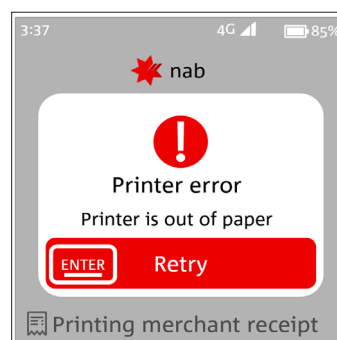 3:37 4G 85%
nab
Printer error
Printer is out of paper
ENTER Retry
Printing merchant receipt